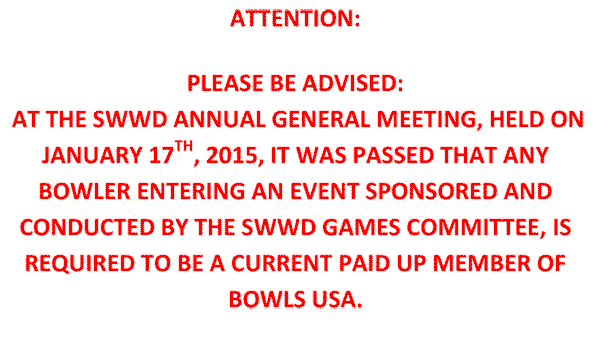 ATTENTION:
PLEASE BE ADVISED:
AT THE SWWD ANNUAL GENERAL MEETING, HELD ON
JANUARY 17TH, 2015, IT WAS PASSED THAT ANY
BOWLER ENTERING AN EVENT SPONSORED AND
CONDUCTED BY THE SWWD GAMES COMMITTEE, IS
REQUIRED TO BE A CURRENT PAID UP MEMBER OF
BOWLS USA.